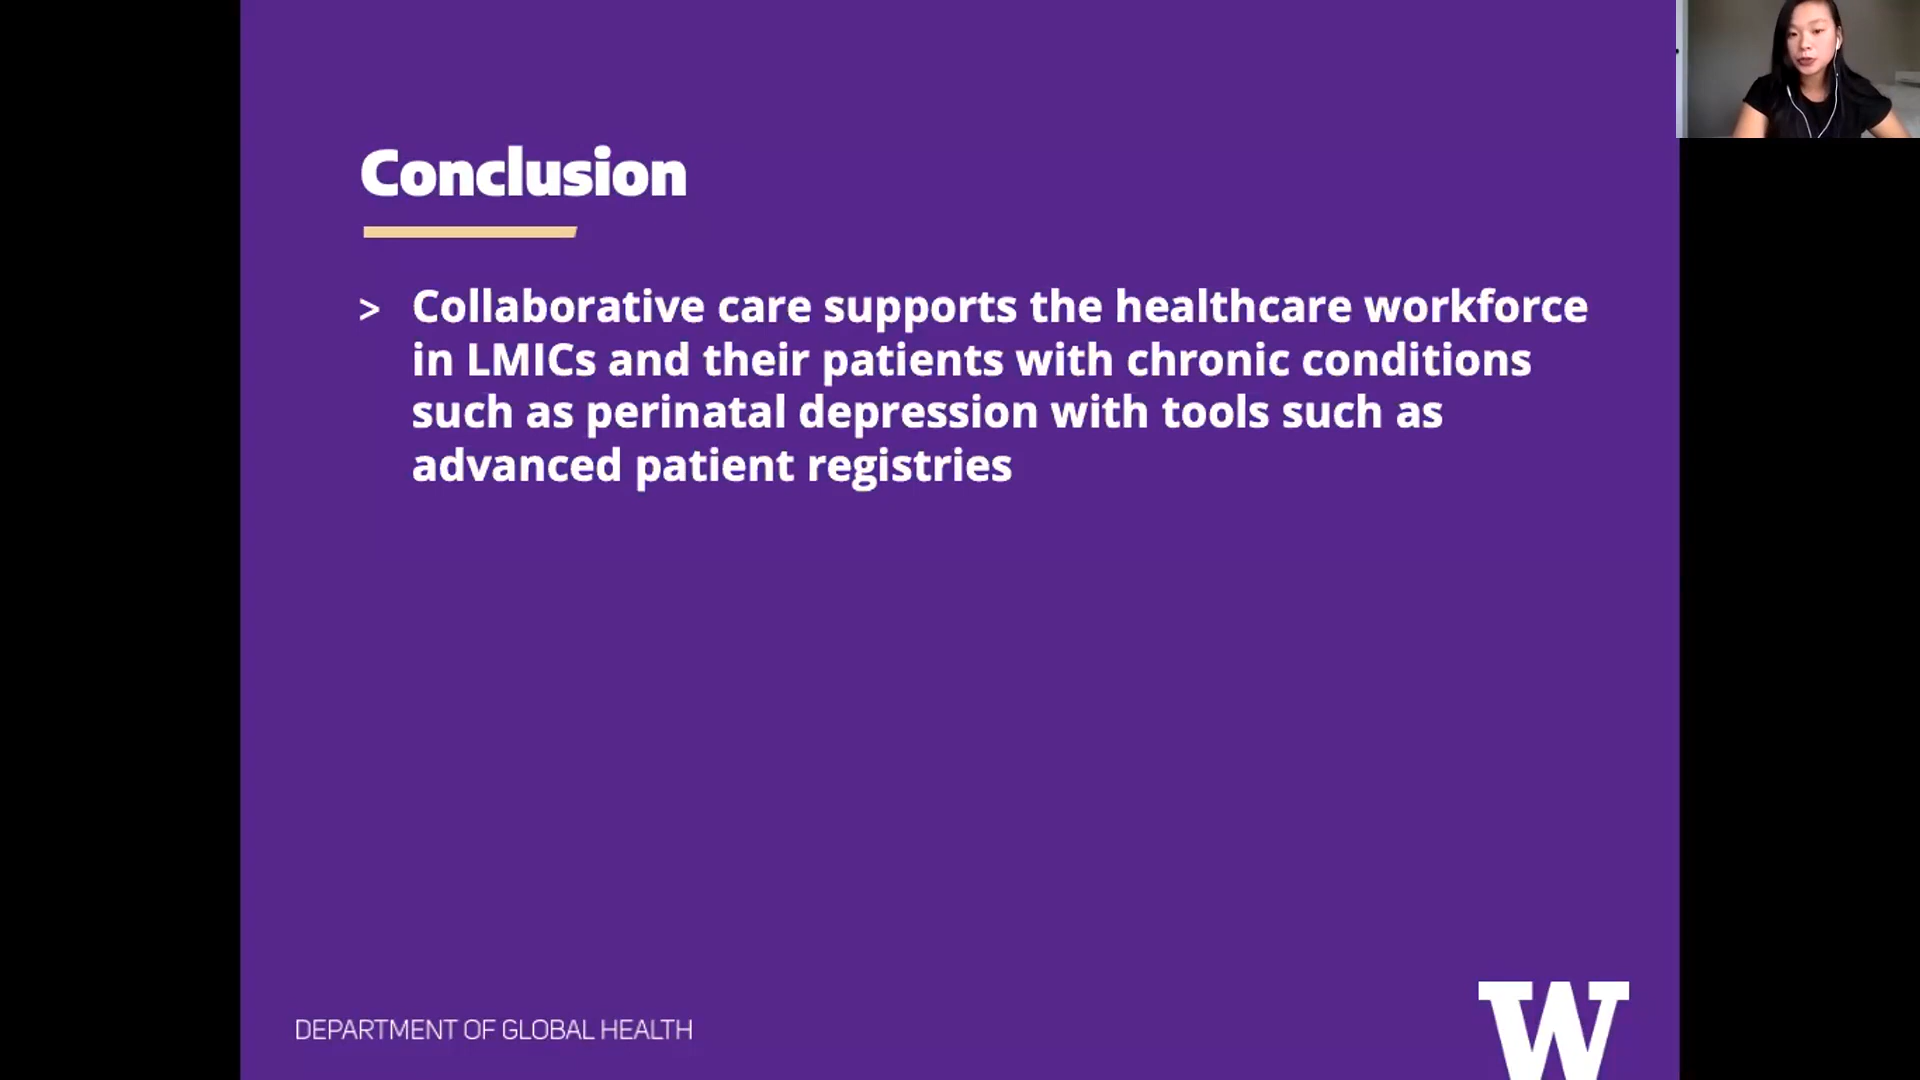 Conclusion
> Collaborative care supports the healthcare workforce
in LMICs and their patients with chronic conditions
such as perinatal depression with tools such as
advanced patient registries
DEPARTMENT OF GLOBAL HEALTH
W